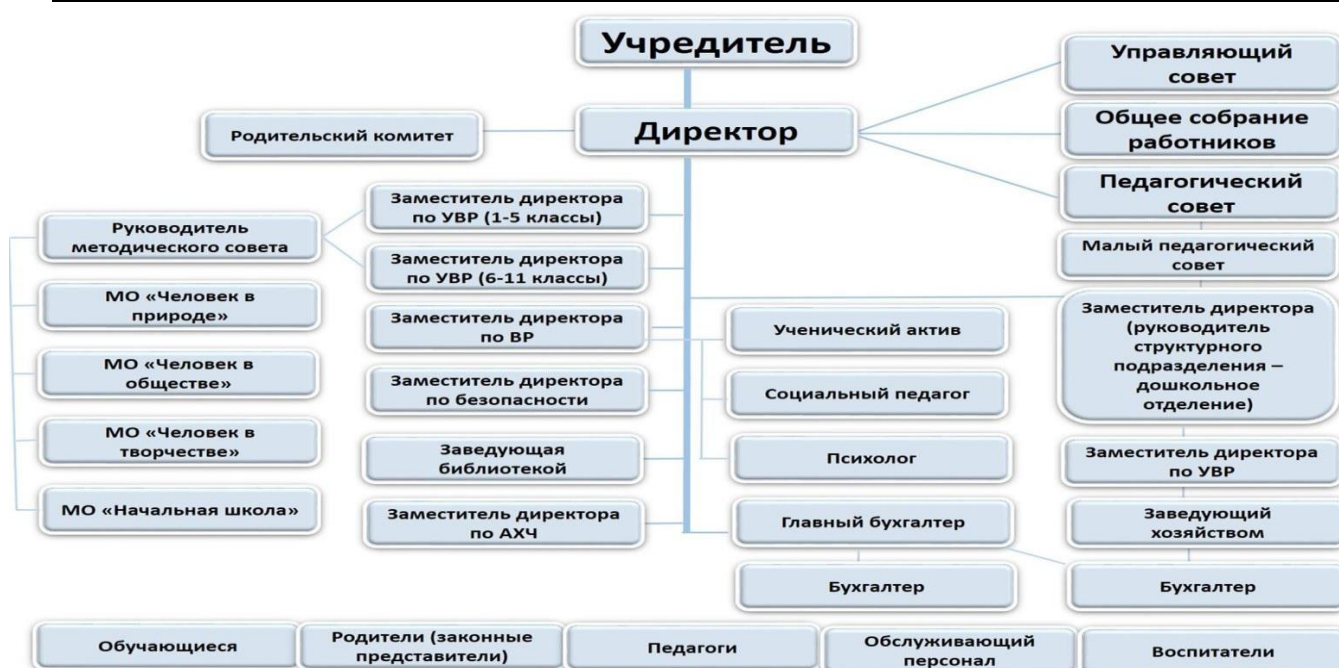 Учредитель
Управляющий
совет
Родительский комитет
Директор
Общее собрание
работников
Педагогический
совет
Руководитель
методического совета
Заместитель директора
по УВР (1-5 классы)
Малый педагогический
совет
Заместитель директора
по УВР (6-11 классы)
МО «Человек в
природе»
Заместитель директора
по ВР
Ученический актив
Заместитель директора
(руководитель
структурного
подразделения –
дошкольное
отделение)
МО «Человек в
обществе»
Заместитель директора
по безопасности
Социальный педагог
МО «Человек в
творчестве»
Заведующая
библиотекой
Психолог
Заместитель директора
по УВР
МО «Начальная школа»
Заместитель директора
по АХЧ
Главный бухгалтер
Заведующий
хозяйством
Бухгалтер
Бухгалтер
Обучающиеся
Родители (законные
представители)
Педагоги
Обслуживающий
персонал
Воспитатели